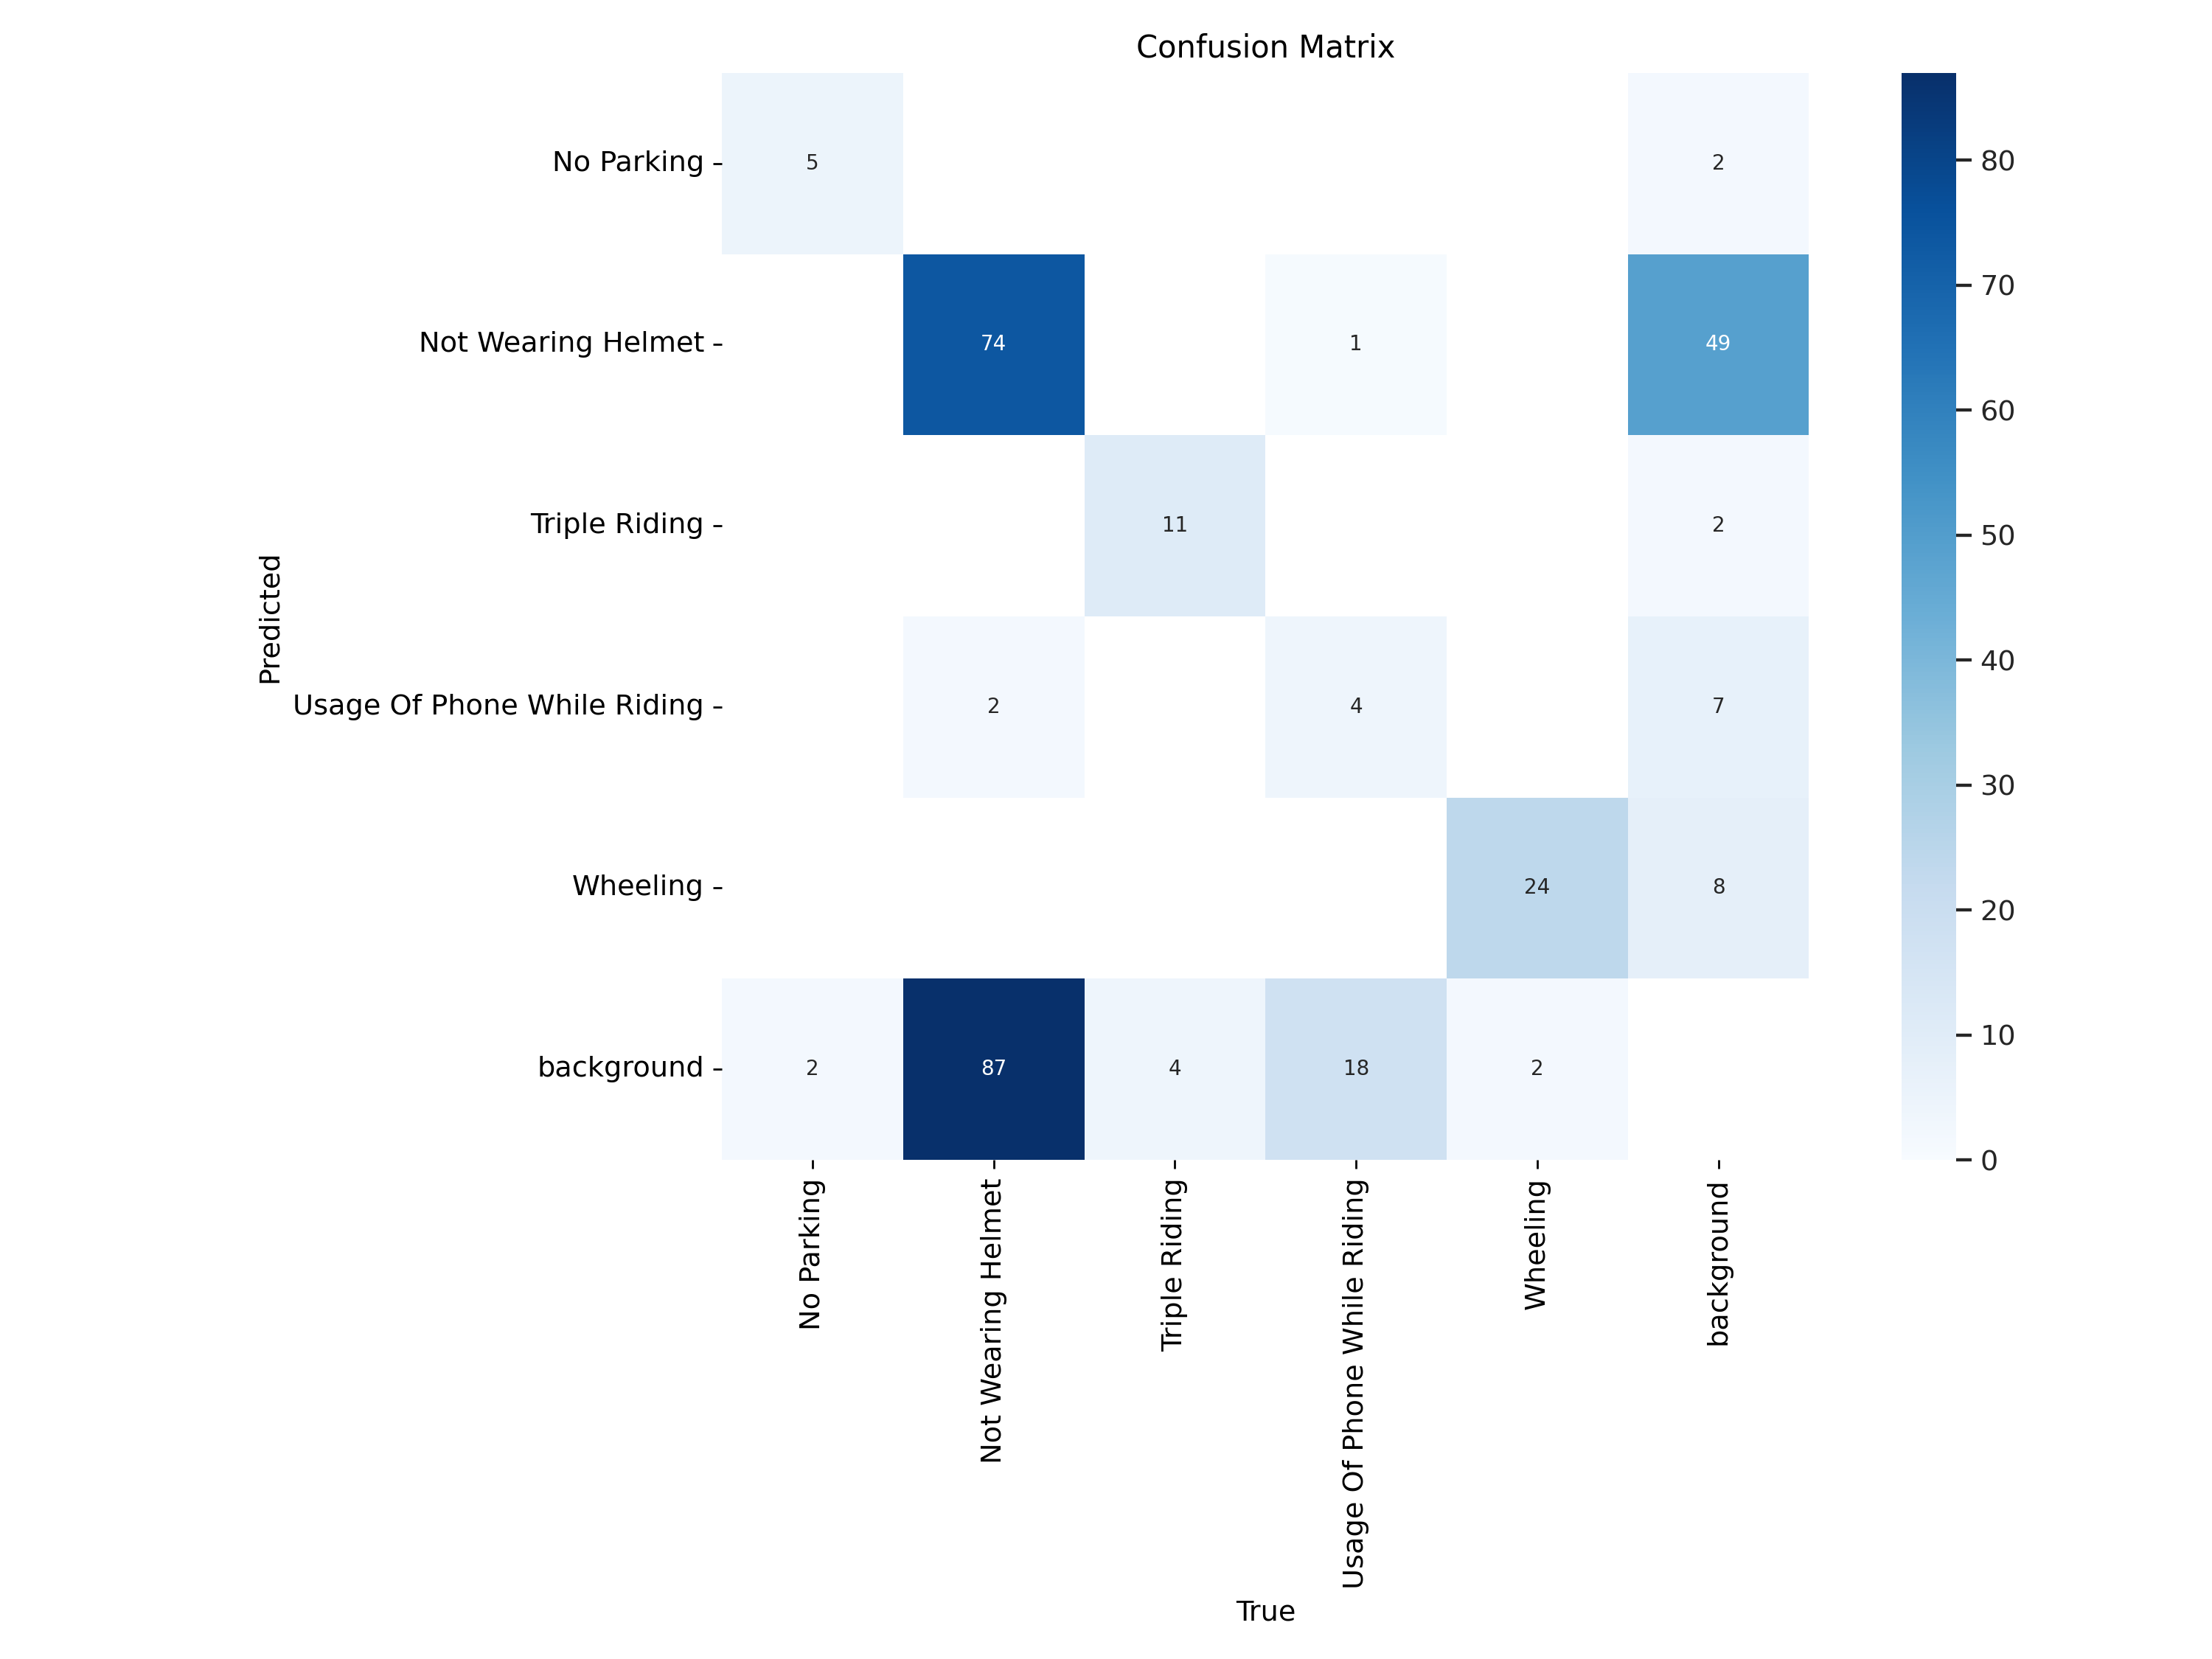 Confusion Matrix
No Parking
5
2
80
70
Not Wearing Helmet
74
1
49
60
Triple Riding
11
2
50
Predicted
Usage Of Phone While Riding
2
4
7
40
30
Wheeling
24
8
20
background
2
87
4
18
2
10
0
No Parking
Not Wearing Helmet
Triple Riding
Usage Of Phone While Riding
Wheeling
background
True